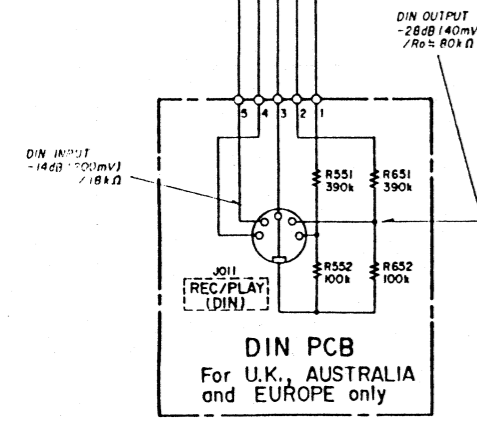 DIN OUTPUT
-28dB (40mV
/Ro≒80kΩ
5 4 3 2 1
DIN INPUT
-14dB (200mV)
/18kΩ
R551
390k
R651
390k
R552
100k
R652
100k
J011
REC/PLAY
(DIN)
DIN PCB
For U.K., AUSTRALIA
and EUROPE only